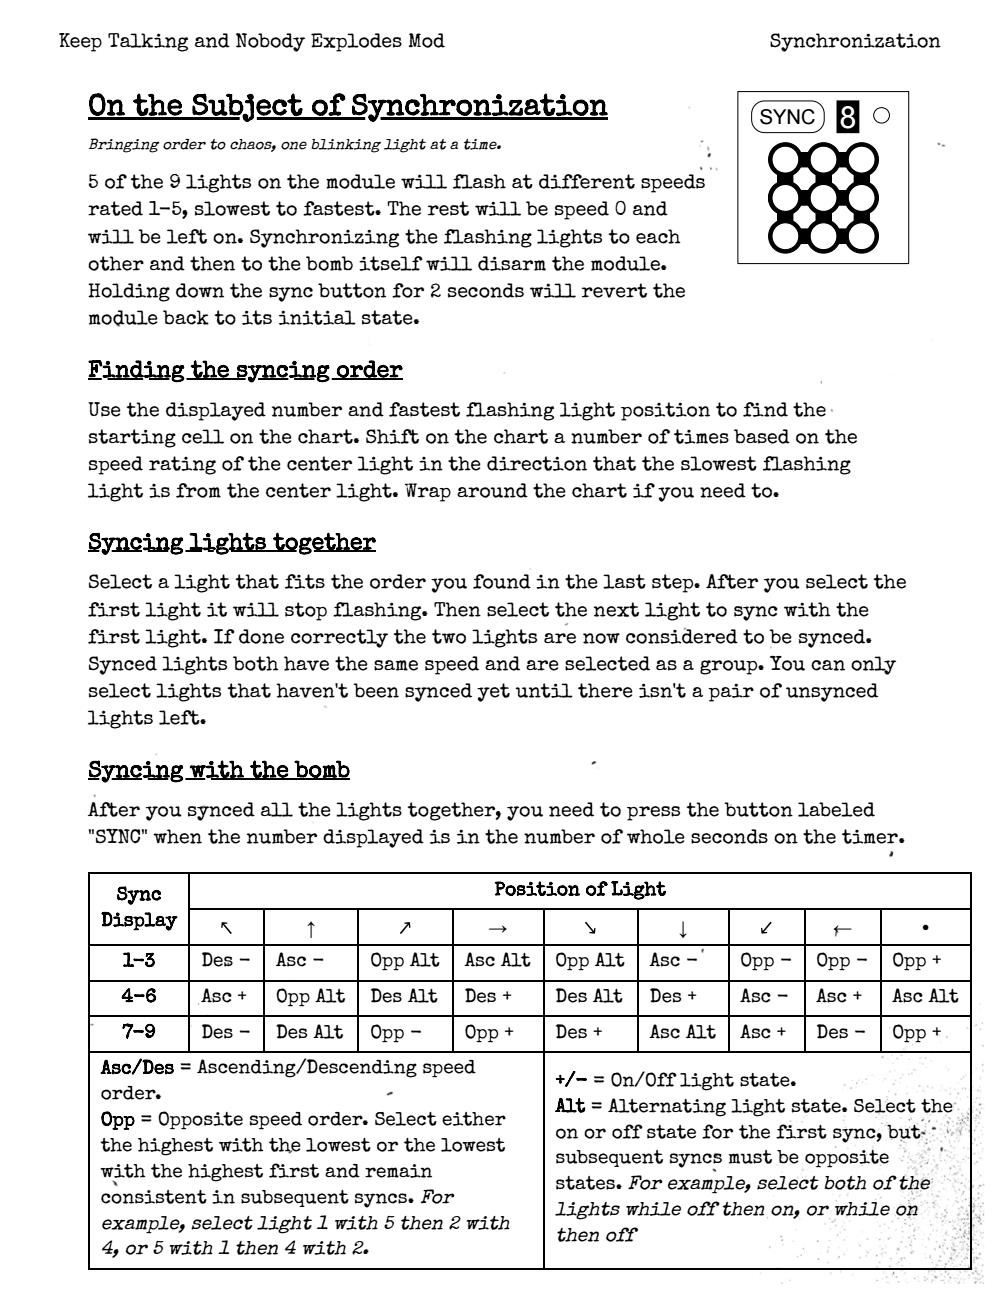 Keep Talking and Nobody Explodes Mod Synchronization
On the Subject of Synchronization
SYNC 8
Bringing order to chaos, one blinking light at a time.
5 of the 9 lights on the module will flash at different speeds
rated 1-5, slowest to fastest. The rest will be speed 0 and
will be left on. Synchronizing the flashing lights to each
other and then to the bomb itself will disarm the module.
Holding down the sync button for 2 seconds will revert the
module back to its initial state.
Finding the syncing order
Use the displayed number and fastest flashing light position to find the
starting cell on the chart. Shift on the chart a number of times based on the
speed rating of the center light in the direction that the slowest flashing
light is from the center light. Wrap around the chart if you need to.
Syncing lights together
Select a light that fits the order you found in the last step. After you select the
first light it will stop flashing. Then select the next light to sync with the
first light. If done correctly the two lights are now considered to be synced.
Synced lights both have the same speed and are selected as a group. You can only
select lights that haven't been synced yet until there isn't a pair of unsynced
lights left.
Syncing with the bomb
After you synced all the lights together, you need to press the button labeled
"SYNC" when the number displayed is in the number of whole seconds on the timer.
Sync Display Position of Light
↖ ↑ ↗ → ↘ ↓ ↙ ← •
1-3 Des - Asc - Opp Alt Asc Alt Opp Alt Asc - Opp - Opp - Opp +
4-6 Asc + Opp Alt Des Alt Des + Des Alt Des + Asc - Asc + Asc Alt
7-9 Des - Des Alt Opp - Opp + Des + Asc Alt Asc + Des - Opp +
Asc/Des = Ascending/Descending speed
order.
Opp = Opposite speed order. Select either
the highest with the lowest or the lowest
with the highest first and remain
consistent in subsequent syncs. For
example, select light 1 with 5 then 2 with
4, or 5 with 1 then 4 with 2.
+/- = On/Off light state.
Alt = Alternating light state. Select the
on or off state for the first sync, but
subsequent syncs must be opposite
states. For example, select both of the
lights while off then on, or while on
then off